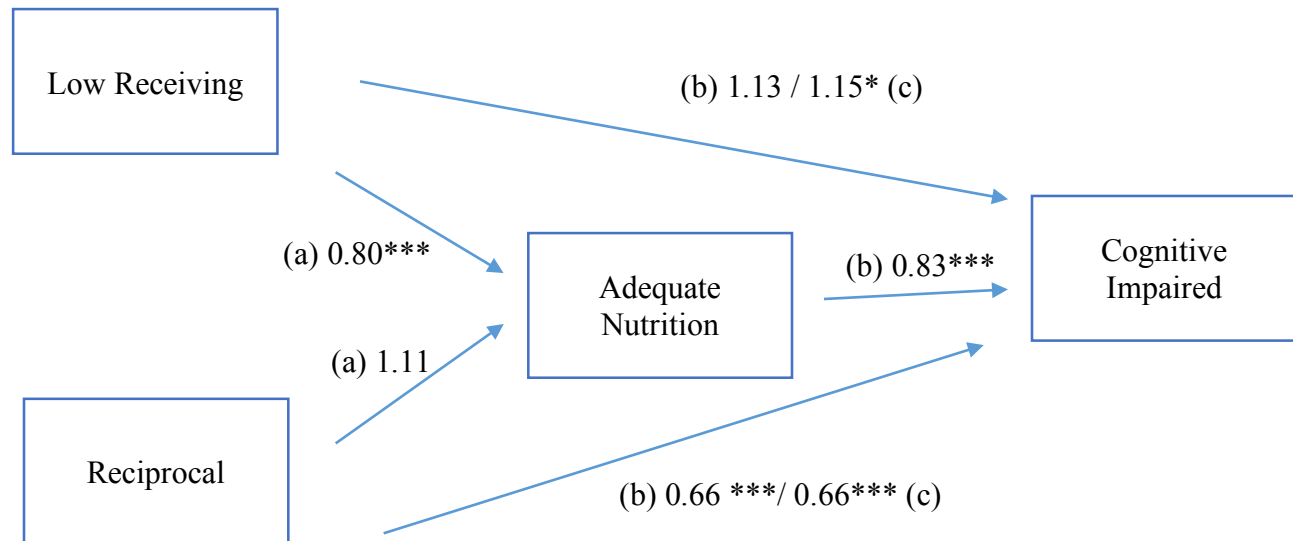 Low Receiving
(b) 1.13 / 1.15* (c)
(a) 0.80***
Adequate
Nutrition
(b) 0.83***
Cognitive
Impaired
(a) 1.11
Reciprocal
(b) 0.66 ***/ 0.66*** (c)